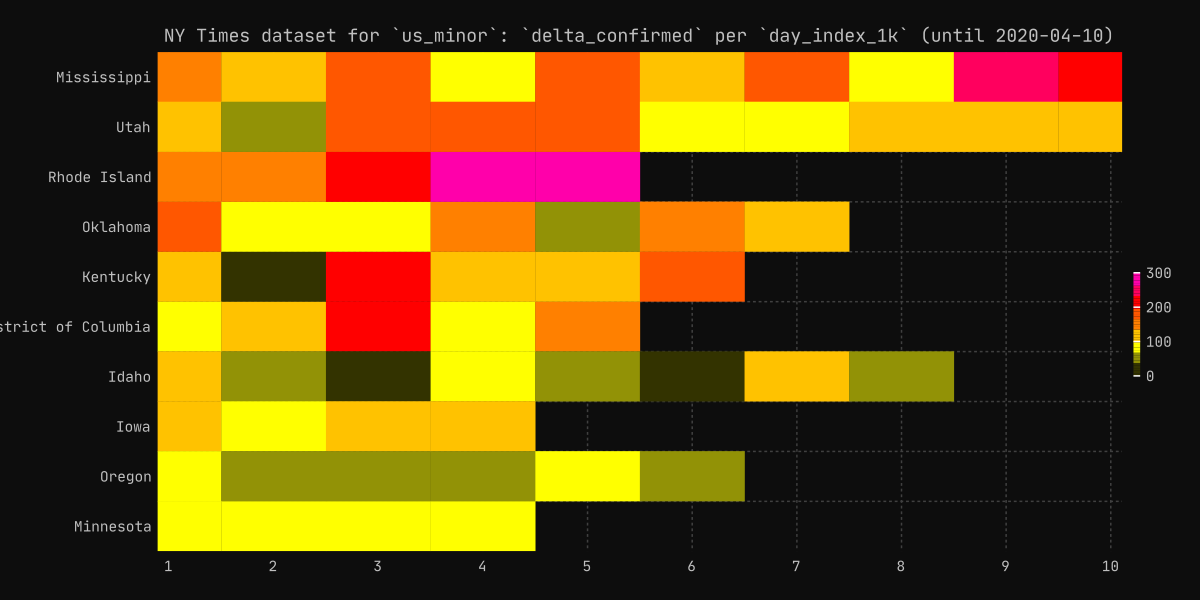 NY Times dataset for `us_minor`: `delta_confirmed` per `day_index_1k` (until 2020-04-10)
Mississippi
Utah
Rhode Island
Oklahoma
Kentucky
strict of Columbia
Idaho
Iowa
Oregon
Minnesota
1 2 3 4 5 6 7 8 9 10
300
200
100
0